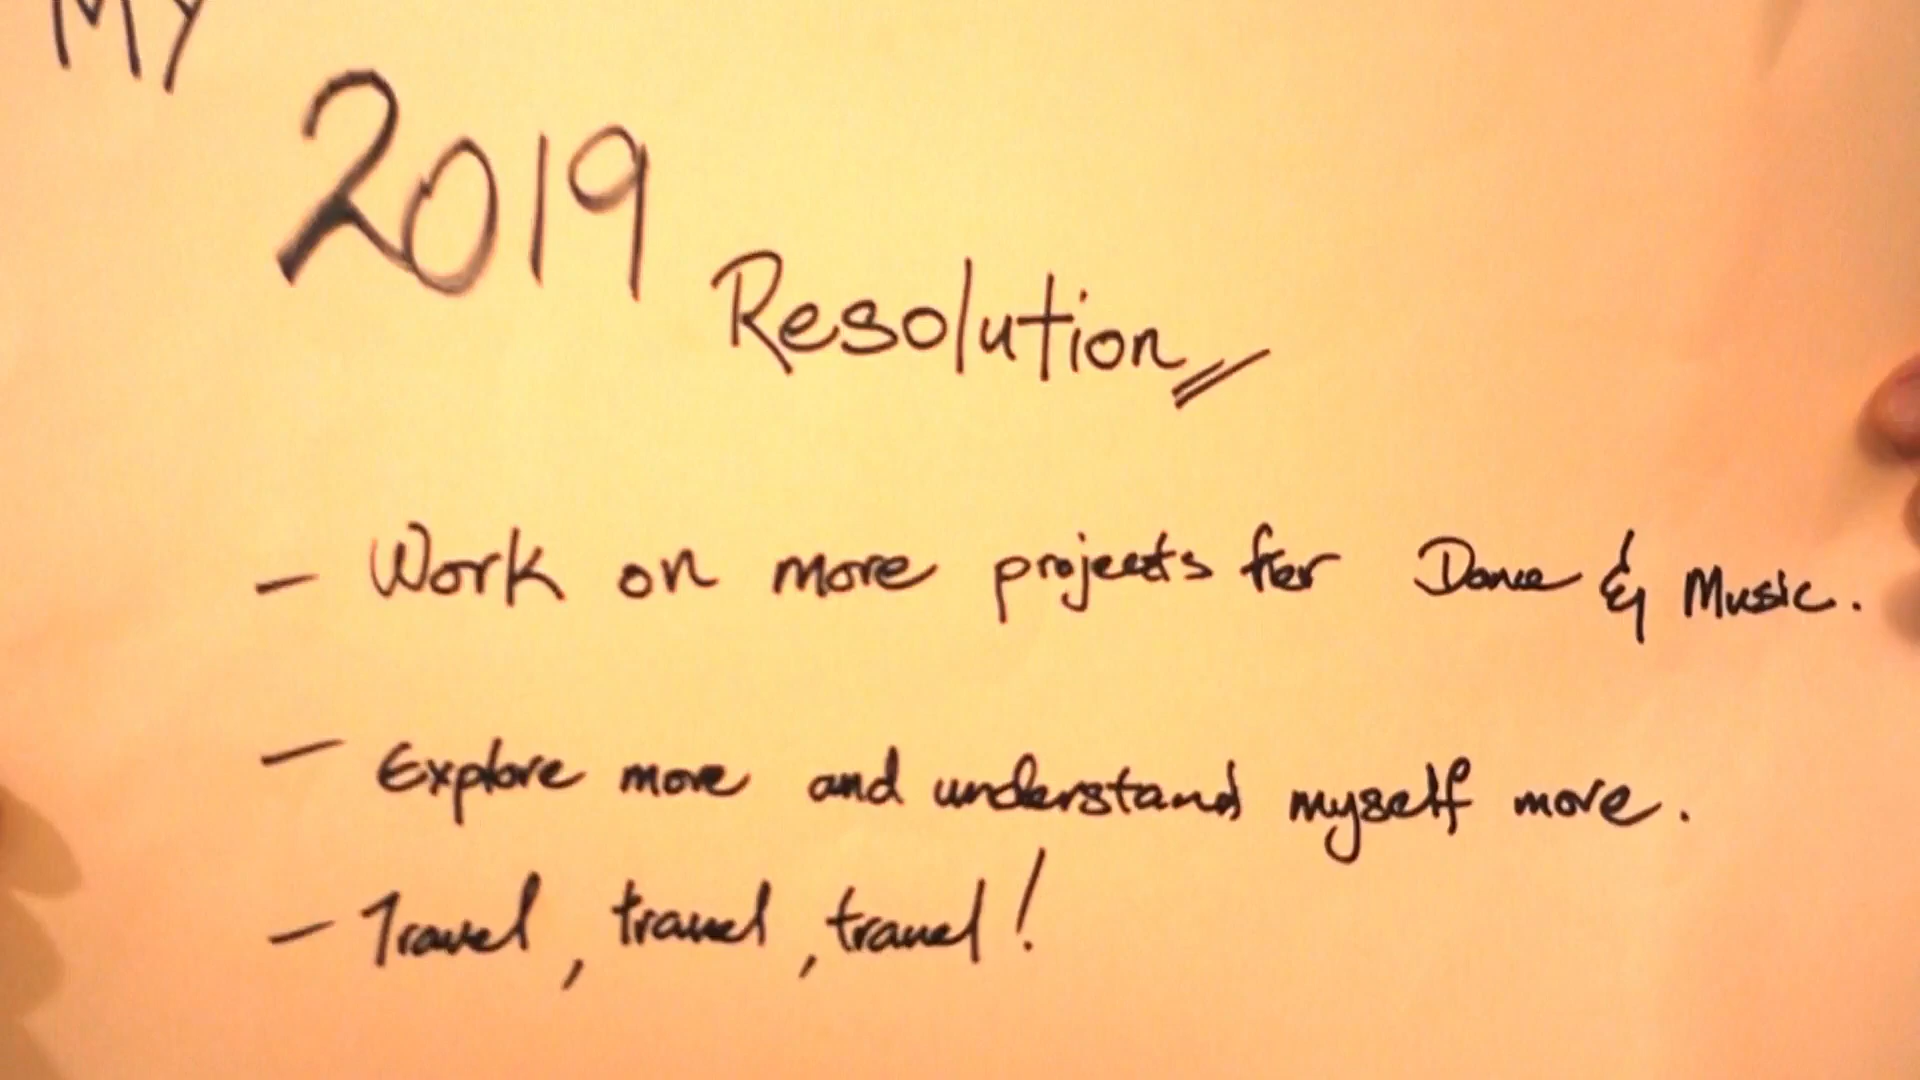 MY
2019
Resolution
- Work on more projects for Dance & Music.
- Explore more and understand myself more.
- Travel, travel, travel!